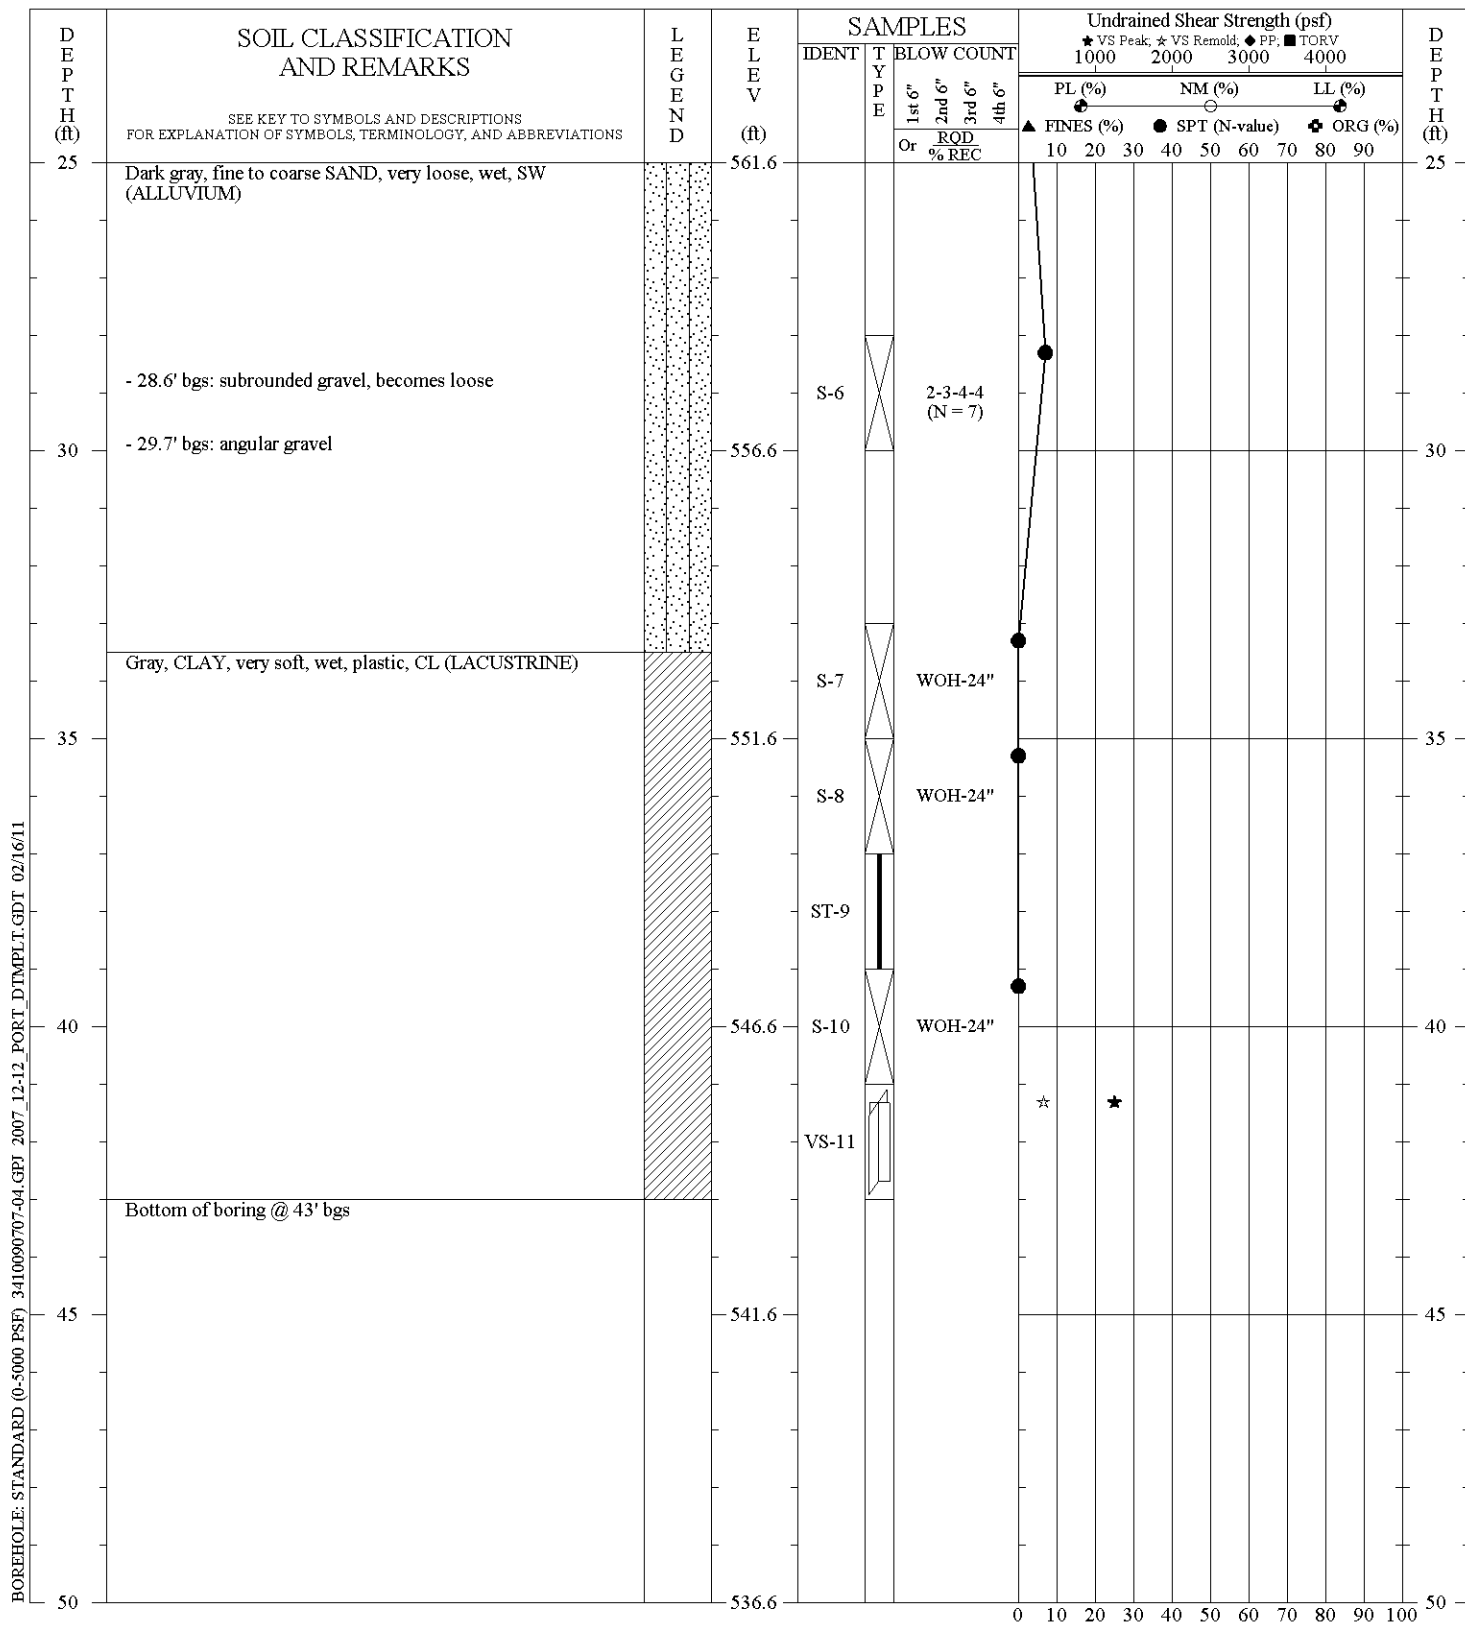 DEPTH (ft)
SOIL CLASSIFICATION
AND REMARKS
SEE KEY TO SYMBOLS AND DESCRIPTIONS
FOR EXPLANATION OF SYMBOLS, TERMINOLOGY, AND ABBREVIATIONS
LEGEND
ELEV (ft)
SAMPLES
IDENT
TYPE
BLOW COUNT
1st 6"
2nd 6"
3rd 6"
4th 6"
Or RQD
% REC
Undrained Shear Strength (psf)
★ VS Peak; ☆ VS Remold; ◆ PP; ■ TORV
1000 2000 3000 4000
PL (%) NM (%) LL (%)
▲ FINES (%) ● SPT (N-value) ORG (%)
10 20 30 40 50 60 70 80 90
DEPTH (ft)
25 561.6 25
Dark gray, fine to coarse SAND, very loose, wet, SW
(ALLUVIUM)
- 28.6' bgs: subrounded gravel, becomes loose
S-6 2-3-4-4
(N = 7)
- 29.7' bgs: angular gravel
30 556.6 30
Gray, CLAY, very soft, wet, plastic, CL (LACUSTRINE)
S-7 WOH-24"
35 551.6 35
S-8 WOH-24"
ST-9
40 546.6 S-10 WOH-24" 40
VS-11
Bottom of boring @ 43' bgs
45 541.6 45
50 536.6 50
0 10 20 30 40 50 60 70 80 90 100
BOREHOLE: STANDARD (0-5000 PSF) 3410090707-04.GPJ 2007_12-12_PORT_DTMPLT.GDT 02/16/11